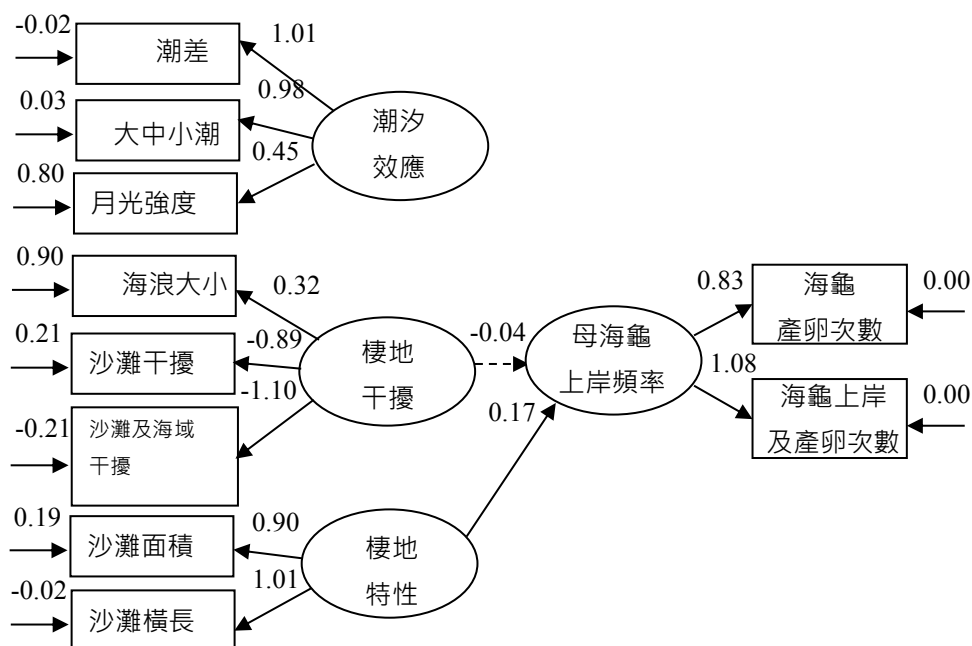 -0.02
潮差
1.01
0.03
大中小潮
0.98
潮汐
效應
0.80
月光強度
0.45
0.90
海浪大小
0.32
0.21
沙灘干擾
-0.89
棲地
干擾
-0.21
沙灘及海域
干擾
-1.10
-0.04
母海龜
上岸頻率
0.83
海龜
產卵次數
0.00
1.08
海龜上岸
及產卵次數
0.00
0.17
0.19
沙灘面積
0.90
棲地
特性
-0.02
沙灘橫長
1.01